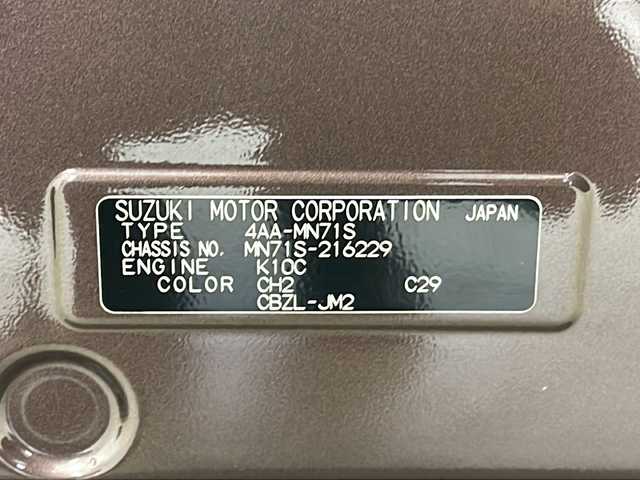 SUZUKI MOTOR CORPORATION JAPAN
TYPE 4AA-MN71S
CHASSIS NO. MN71S-216229
ENGINE K10C
COLOR CH2 C29
CBZL-JM2